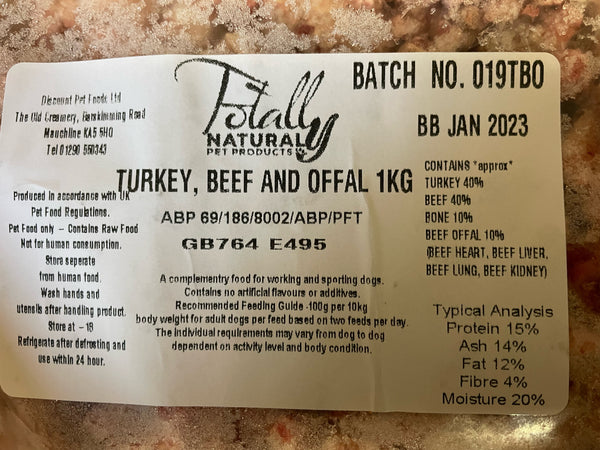 Discount Pet Foods Ltd
The Old Creamery, Barskimming Road
Mauchline KA5 5HQ
Tel 01290 550343
Totally
NATURAL
PET PRODUCTS
BATCH NO. 019TBO
BB JAN 2023
TURKEY, BEEF AND OFFAL 1KG
ABP 69/186/8002/ABP/PFT
GB764 E495
Produced in accordance with UK
Pet Food Regulations.
Pet Food only – Contains Raw Food
Not for human consumption.
Store seperate
from human food.
Wash hands and
utensils after handling product.
Store at – 18
Refrigerate after defrosting and
use within 24 hour.
A complementry food for working and sporting dogs.
Contains no artificial flavours or additives.
Recommended Feeding Guide -100g per 10kg
body weight for adult dogs per feed based on two feeds per day.
The individual requirements may vary from dog to dog
dependent on activity level and body condition.
CONTAINS *approx*
TURKEY 40%
BEEF 40%
BONE 10%
BEEF OFFAL 10%
(BEEF HEART, BEEF LIVER,
BEEF LUNG, BEEF KIDNEY)
Typical Analysis
Protein 15%
Ash 14%
Fat 12%
Fibre 4%
Moisture 20%